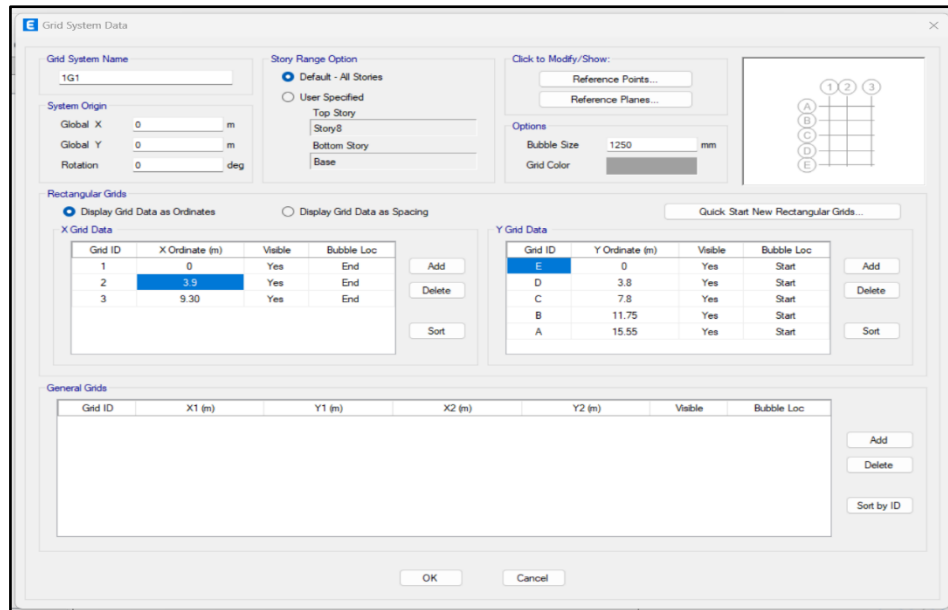 E Grid System Data
Grid System Name
1G1
System Origin
Global X 0 m
Global Y 0 m
Rotation 0 deg
Story Range Option
Default - All Stories
User Specified
Top Story
Story8
Bottom Story
Base
Click to Modify/Show:
Reference Points...
Reference Planes...
Options
Bubble Size 1250 mm
Grid Color
1 2 3
A
B
C
D
E
Rectangular Grids
Display Grid Data as Ordinates Display Grid Data as Spacing Quick Start New Rectangular Grids...
X Grid Data
Grid ID X Ordinate (m) Visible Bubble Loc
1 0 Yes End
2 3.9 Yes End
3 9.30 Yes End
Add
Delete
Sort
Y Grid Data
Grid ID Y Ordinate (m) Visible Bubble Loc
E 0 Yes Start
D 3.8 Yes Start
C 7.8 Yes Start
B 11.75 Yes Start
A 15.55 Yes Start
Add
Delete
Sort
General Grids
Grid ID X1 (m) Y1 (m) X2 (m) Y2 (m) Visible Bubble Loc
Add
Delete
Sort by ID
OK Cancel